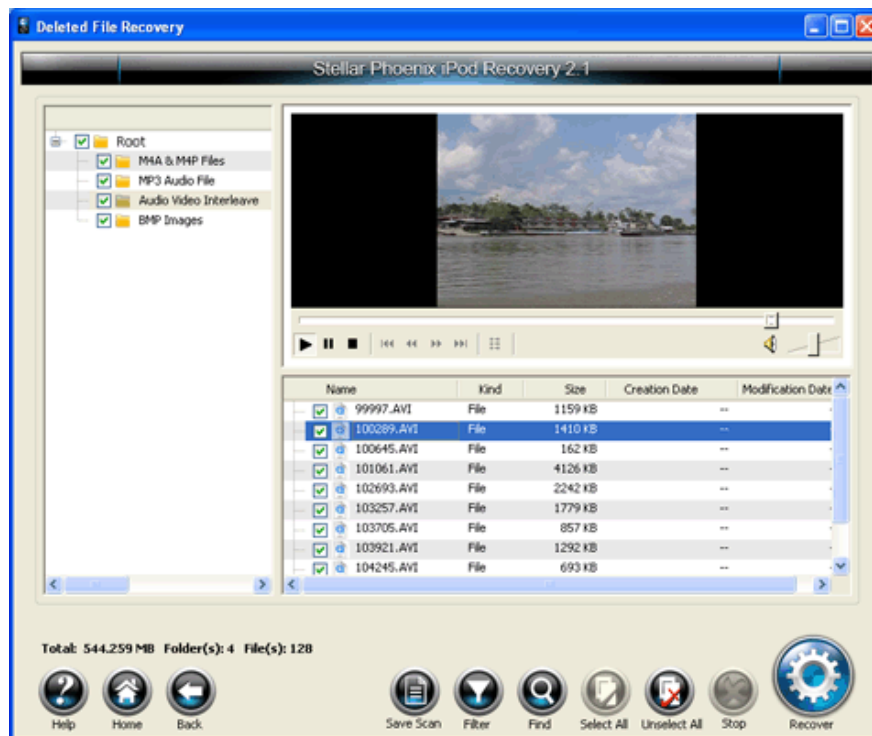 Deleted File Recovery
Stellar Phoenix iPod Recovery 2.1
Root
M4A & M4P Files
MP3 Audio File
Audio Video Interleave
BMP Images
Name Kind Size Creation Date Modification Date
99997.AVI File 1159 KB --
100289.AVI File 1410 KB --
100645.AVI File 162 KB --
101061.AVI File 4126 KB --
102693.AVI File 2242 KB --
103257.AVI File 1779 KB --
103705.AVI File 857 KB --
103921.AVI File 1292 KB --
104245.AVI File 693 KB --
Total: 544.259 MB Folder(s): 4 File(s): 128
Help Home Back Save Scan Filter Find Select All Unselect All Stop Recover